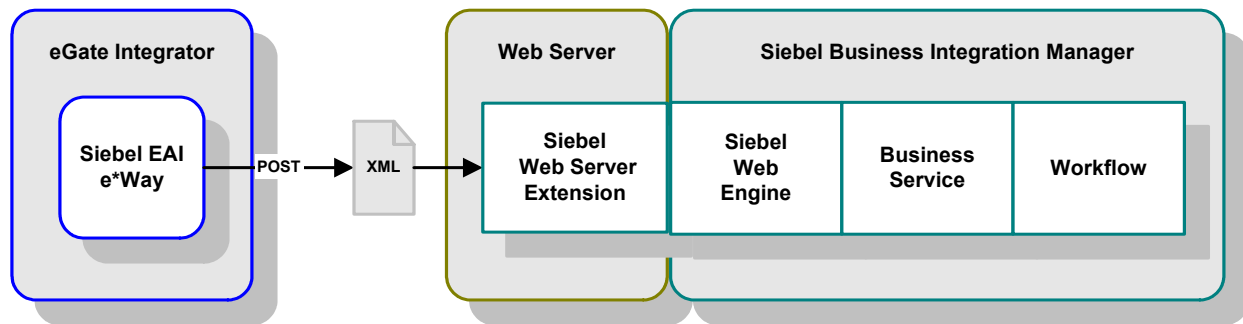 eGate Integrator
Web Server
Siebel Business Integration Manager
Siebel EAI
e*Way
POST
XML
Siebel
Web Server
Extension
Siebel
Web
Engine
Business
Service
Workflow